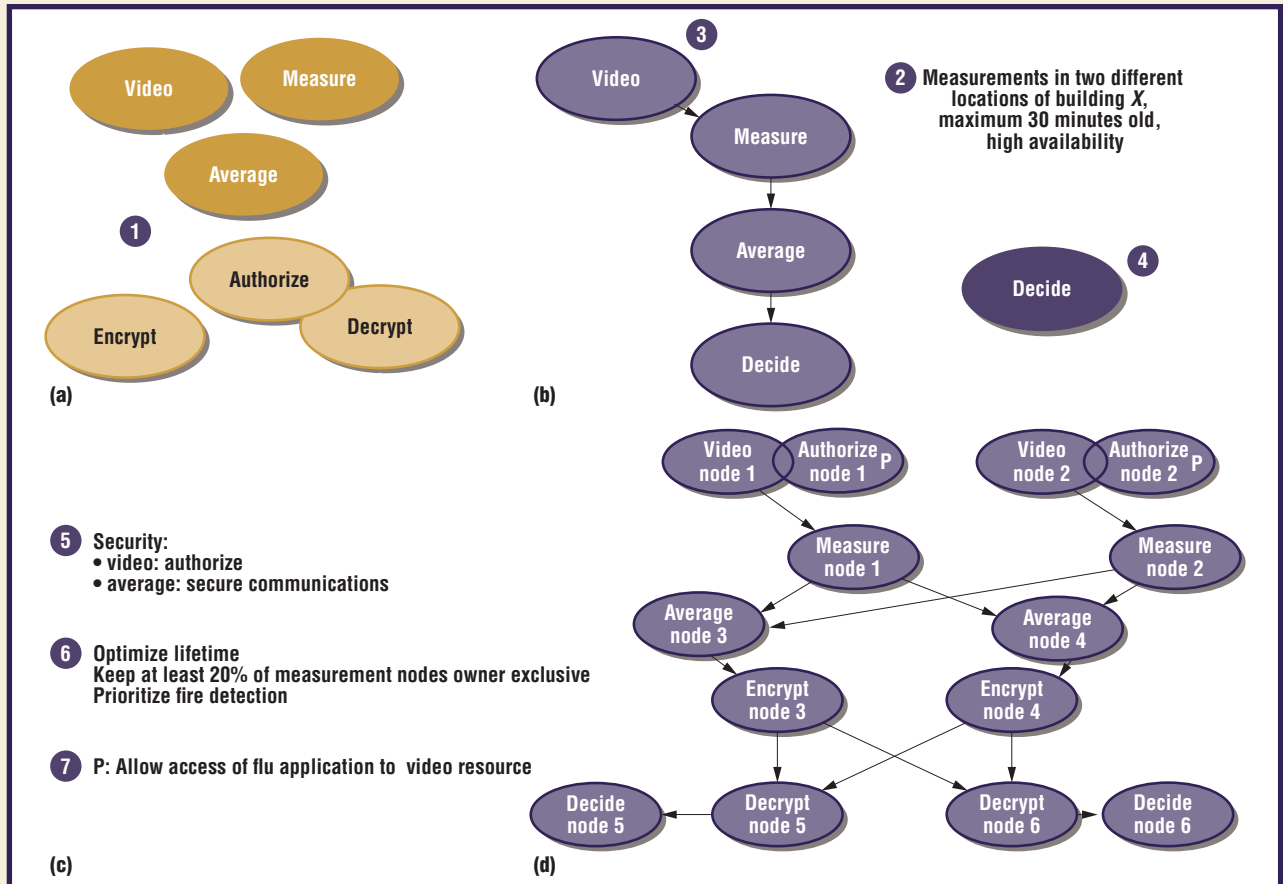 Video
Measure
Average
1
Authorize
Encrypt
Decrypt
(a)
3
Video
Measure
Average
Decide
(b)
2 Measurements in two different
locations of building X,
maximum 30 minutes old,
high availability
4
Decide
5 Security:
• video: authorize
• average: secure communications
6 Optimize lifetime
Keep at least 20% of measurement nodes owner exclusive
Prioritize fire detection
7 P: Allow access of flu application to video resource
(c)
Video
node 1
Authorize
node 1 P
Video
node 2
Authorize
node 2 P
Measure
node 1
Measure
node 2
Average
node 3
Average
node 4
Encrypt
node 3
Encrypt
node 4
Decide
node 5
Decrypt
node 5
Decrypt
node 6
Decide
node 6
(d)